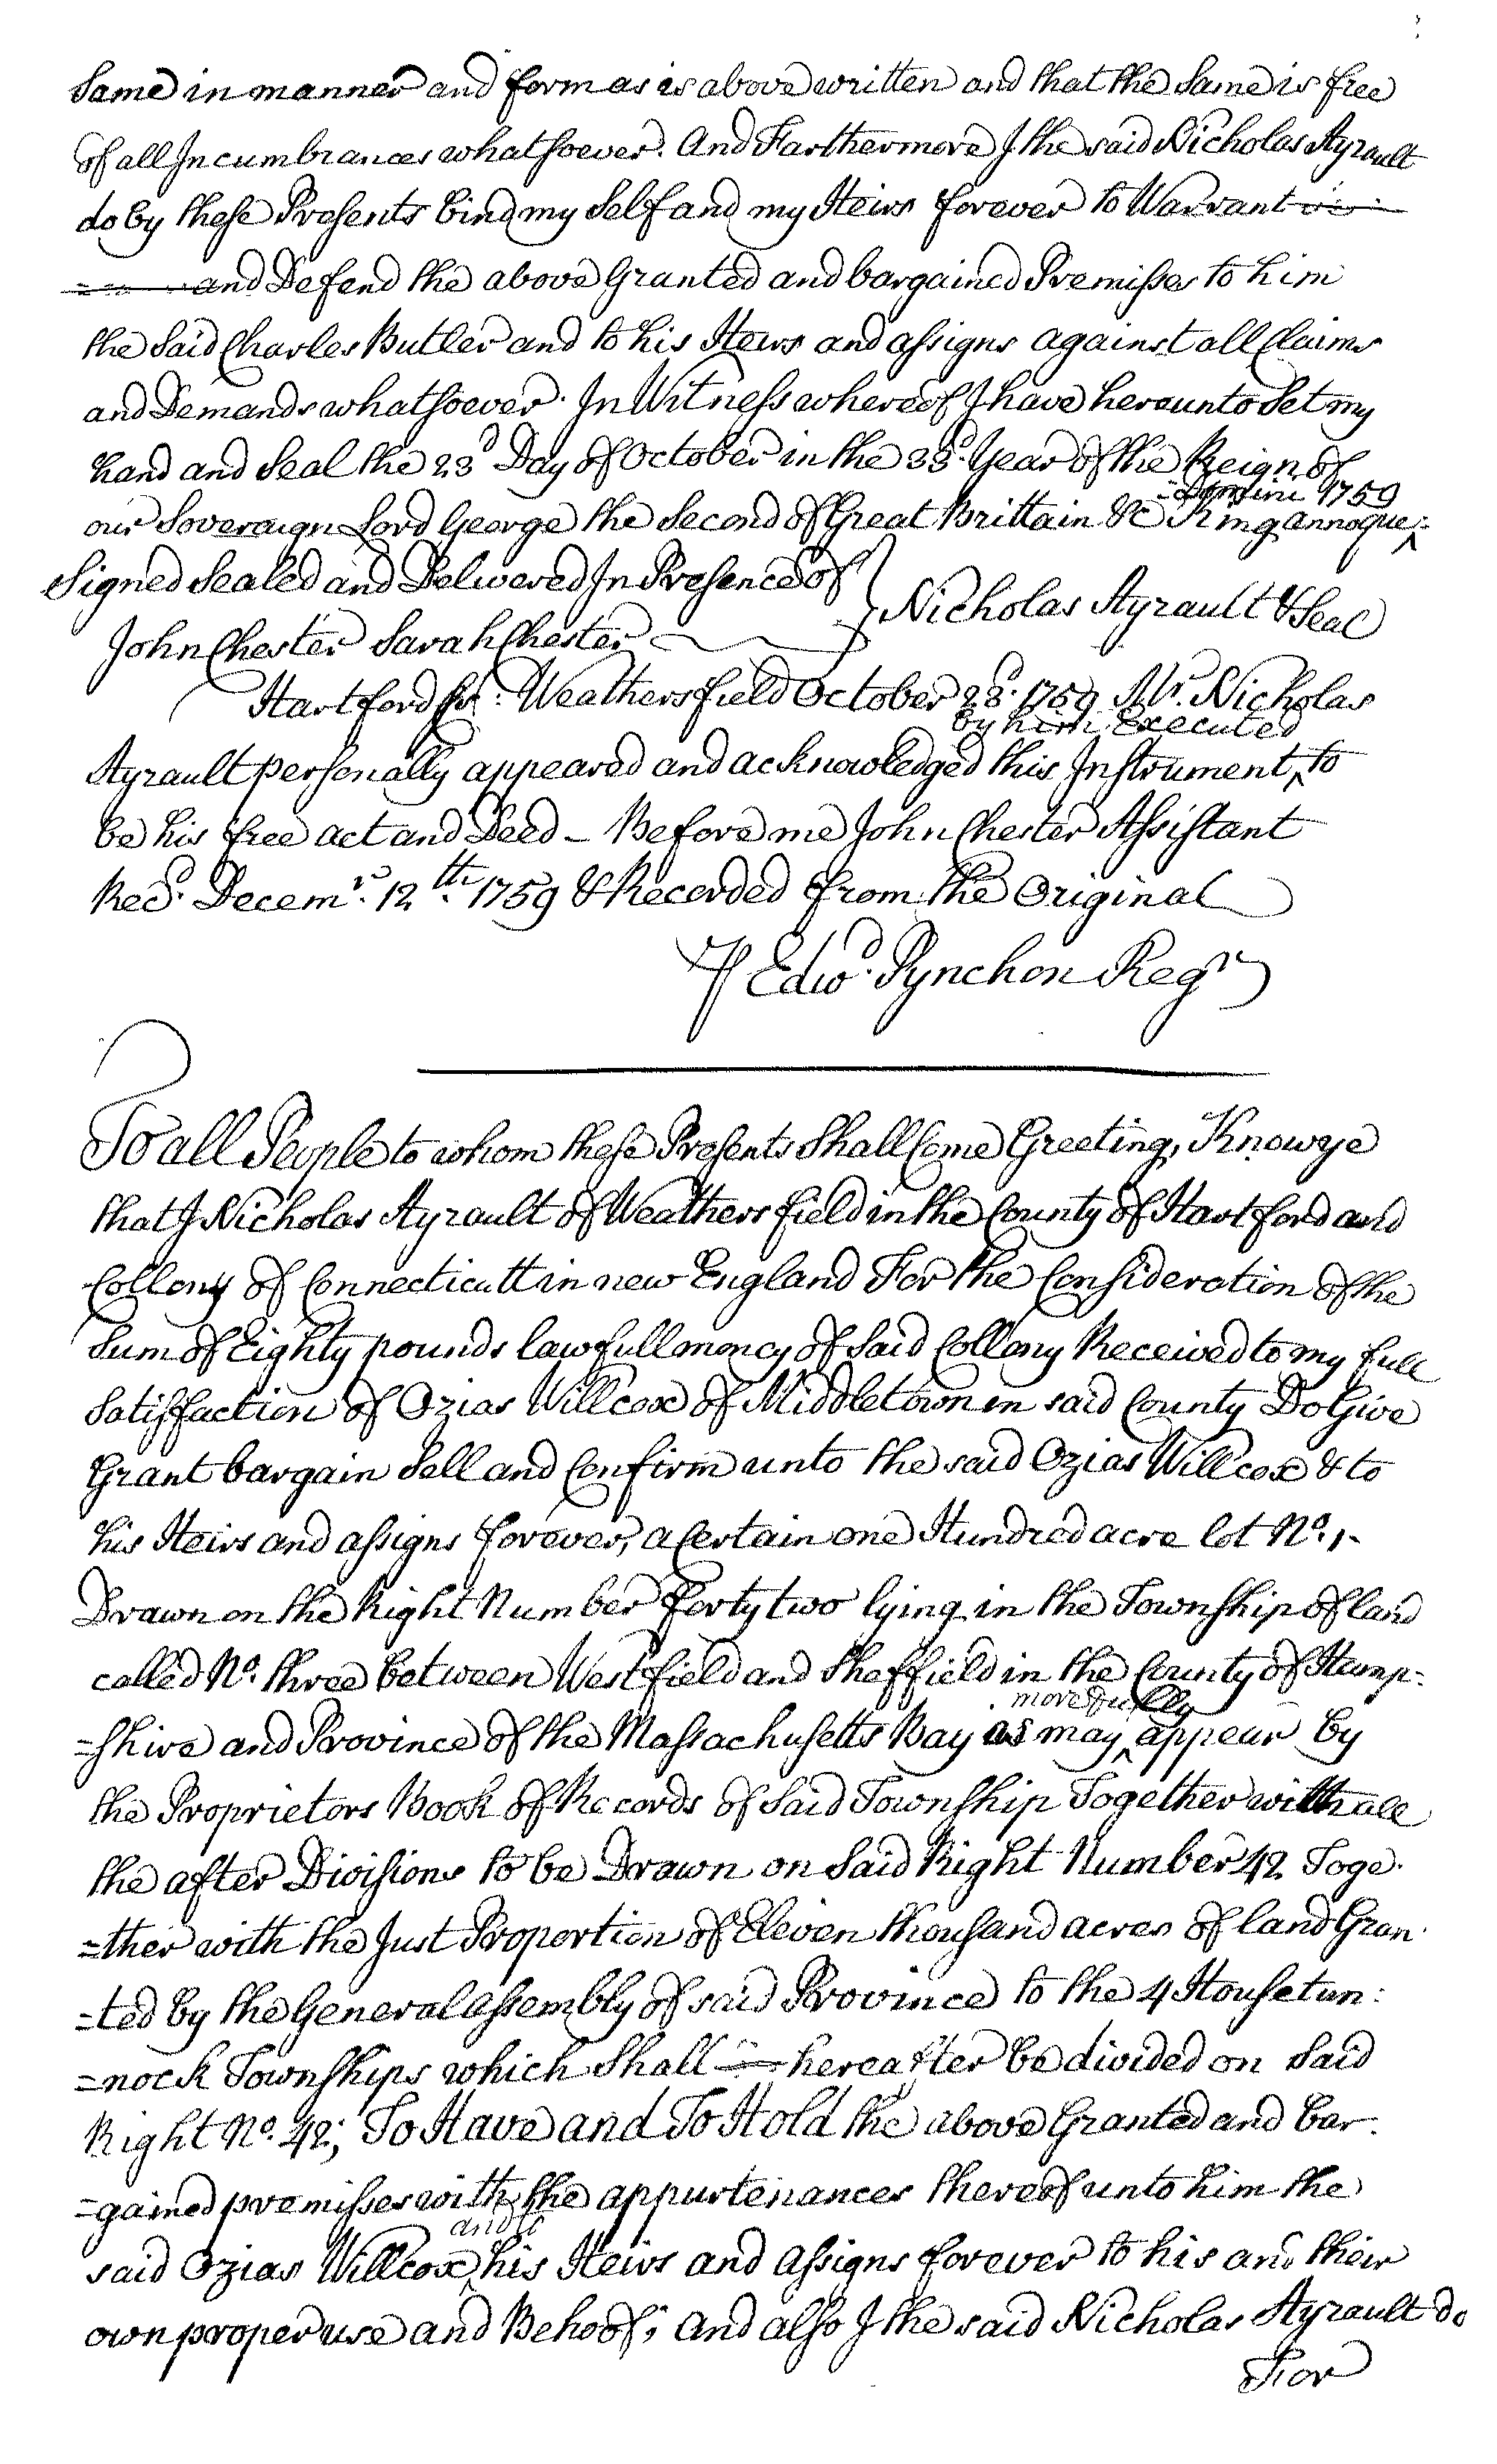 Same in manner and form as is above written and that the Same is free
of all Incumbrances whatsoever. And Farthermore I the said Nicholas Ayrault
do by these Presents bind my Self and my Heirs forever to Warrant
and Defend the above Granted and bargained Premisses to him
the Said Charles Butler and to his Heirs and assigns against all Claims
and Demands whatsoever. In Witness whereof I have hereunto Set my
hand and Seal the 23d Day of October in the 33d. Year of the Reign of
=Domini 1759
our Soveraign Lord George the Second of Great Brittain &c King annoque:
Signed Sealed and Delivered In Presence of
Nicholas Ayrault & Seal
John Chester Sarah Chester
Hartford ss: Weathersfield October 23d. 1759 Mr. Nicholas
by him Executed
Ayrault personally appeared and acknowledged this Instrument ‸ to
be his free act and Deed – Before me John Chester Assistant
Recd. Decemr. 12th. 1759 & Recorded from the Original
⅌ Edwd. Pynchon Regr
To all People to whom these Presents Shall Come Greeting, Know ye
that I Nicholas Ayrault of Weathersfield in the County of Hartford and
Collony of Connecticutt in new England For the Consideration of the
Sum of Eighty pounds lawfull money of Said Collony Received to my full
Satisfaction of Ozias Willcox of Middletown in said County Do Give
Grant bargain Sell and Confirm unto the said Ozias Willcox & to
his Heirs and assigns forever, a Certain one Hundred acre lot No. 1-
Drawn on the Right Number forty two lying in the Township of land
called No. three between Westfield and Sheffield in the County of Hamp:
more fully
=shire and Province of the Massachusetts Bay as may ‸ appear by
the Proprietors Book of Records of Said Township Together with all
the after Divisions to be Drawn on Said Right Number 42 Toge.
=ther with the Just Proportion of Eleven thousand acres of land Gran
=ted by the General assembly of said Province to the 4 Housetun:
=nock Townships which Shall hereafter be divided on Said
Right No. 42; To Have and To Hold the above Granted and bar.
=gained premisses with the appurtenances thereof unto him the
and to
said Ozias Willcox ‸ his Heirs and assigns forever to his and their
own proper use and Behoof; and also I the said Nicholas Ayrault do
For